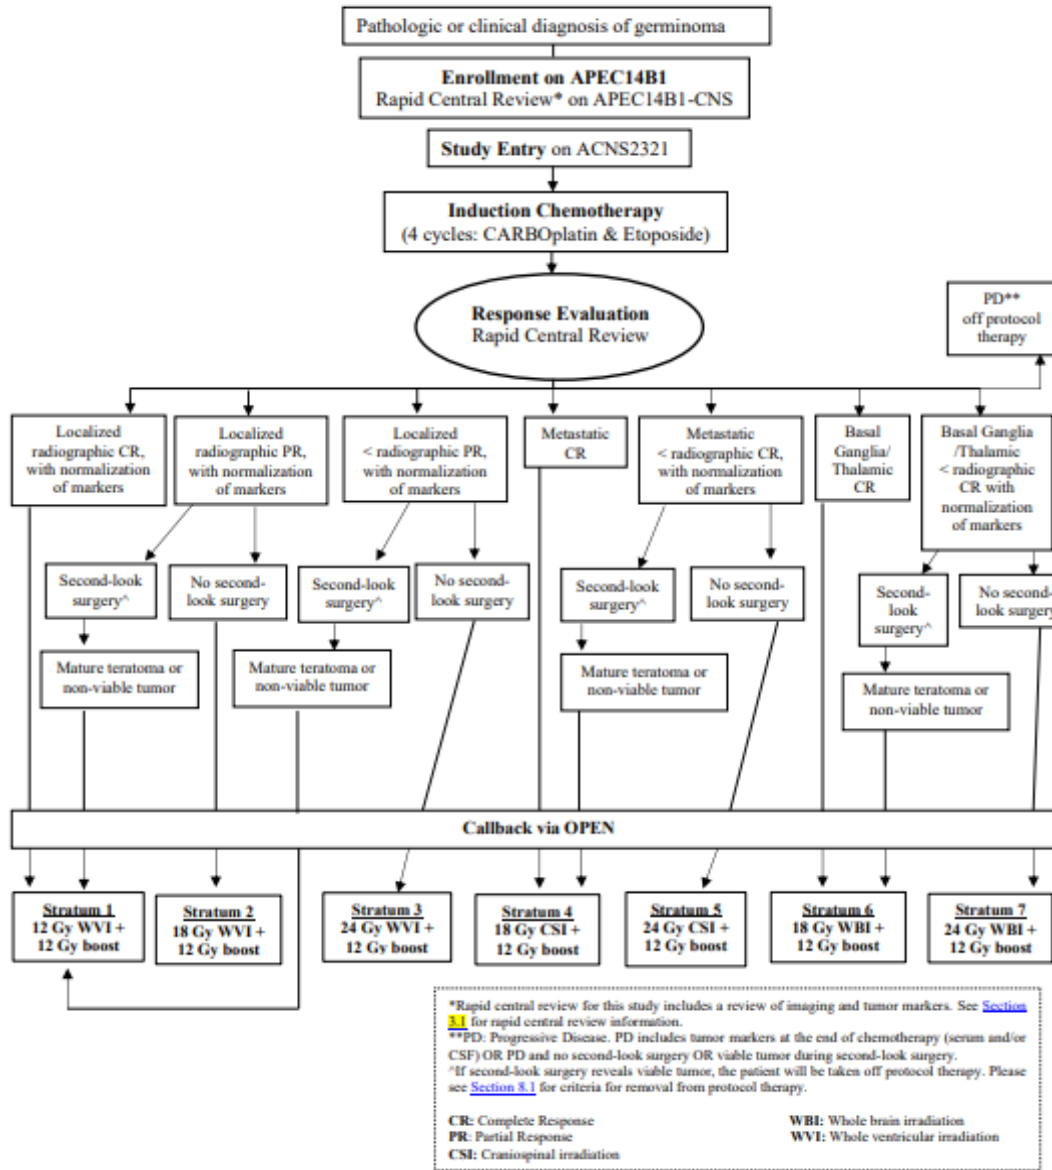 Pathologic or clinical diagnosis of germinoma
Enrollment on APEC14B1
Rapid Central Review* on APEC14B1-CNS
Study Entry on ACNS2321
Induction Chemotherapy
(4 cycles: CARBOplatin & Etoposide)
Response Evaluation
Rapid Central Review
PD**
off protocol
therapy
Localized
radiographic CR,
with normalization
of markers
Localized
radiographic PR,
with normalization
of markers
Localized
< radiographic PR,
with normalization
of markers
Metastatic
CR
Metastatic
< radiographic CR,
with normalization
of markers
Basal
Ganglia/
Thalamic
CR
Basal Ganglia
/Thalamic
< radiographic
CR with
normalization
of markers
Second-look
surgery^
No second-
look surgery
Second-look
surgery^
No second-
look surgery
Second-look
surgery^
No second-
look surgery
Second-
look
surgery^
No second-
look surgery
Mature teratoma or
non-viable tumor
Mature teratoma or
non-viable tumor
Mature teratoma or
non-viable tumor
Mature teratoma or
non-viable tumor
Callback via OPEN
Stratum 1
12 Gy WVI +
12 Gy boost
Stratum 2
18 Gy WVI +
12 Gy boost
Stratum 3
24 Gy WVI +
12 Gy boost
Stratum 4
18 Gy CSI +
12 Gy boost
Stratum 5
24 Gy CSI +
12 Gy boost
Stratum 6
18 Gy WBI +
12 Gy boost
Stratum 7
24 Gy WBI +
12 Gy boost
*Rapid central review for this study includes a review of imaging and tumor markers. See Section
3.1 for rapid central review information.
**PD: Progressive Disease. PD includes tumor markers at the end of chemotherapy (serum and/or
CSF) OR PD and no second-look surgery OR viable tumor during second-look surgery.
^If second-look surgery reveals viable tumor, the patient will be taken off protocol therapy. Please
see Section 8.1 for criteria for removal from protocol therapy.
CR: Complete Response
WBI: Whole brain irradiation
PR: Partial Response
WVI: Whole ventricular irradiation
CSI: Craniospinal irradiation